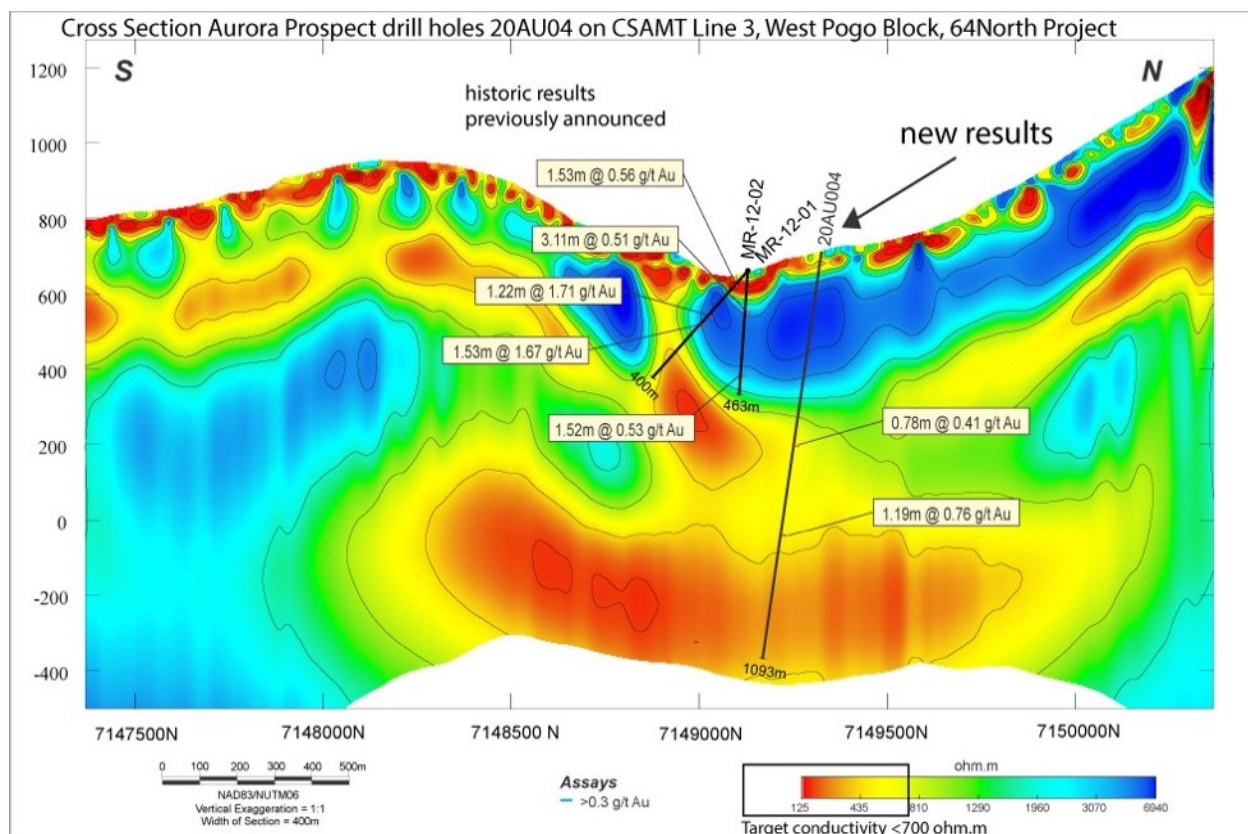 Cross Section Aurora Prospect drill holes 20AU04 on CSAMT Line 3, West Pogo Block, 64North Project
S
N
historic results
previously announced
new results
1200
1000
800
600
400
200
0
-200
-400
1.53m @ 0.56 g/t Au
3.11m @ 0.51 g/t Au
1.22m @ 1.71 g/t Au
1.53m @ 1.67 g/t Au
1.52m @ 0.53 g/t Au
0.78m @ 0.41 g/t Au
1.19m @ 0.76 g/t Au
MR-12-02
MR-12-01
20AU004
400m
463m
1093m
7147500N 7148000N 7148500N 7149000N 7149500N 7150000N
0 100 200 300 400 500m
NAD83/NUTM06
Vertical Exaggeration = 1:1
Width of Section = 400m
Assays
>0.3 g/t Au
ohm.m
125 435 810 1290 1960 3070 6940
Target conductivity <700 ohm.m